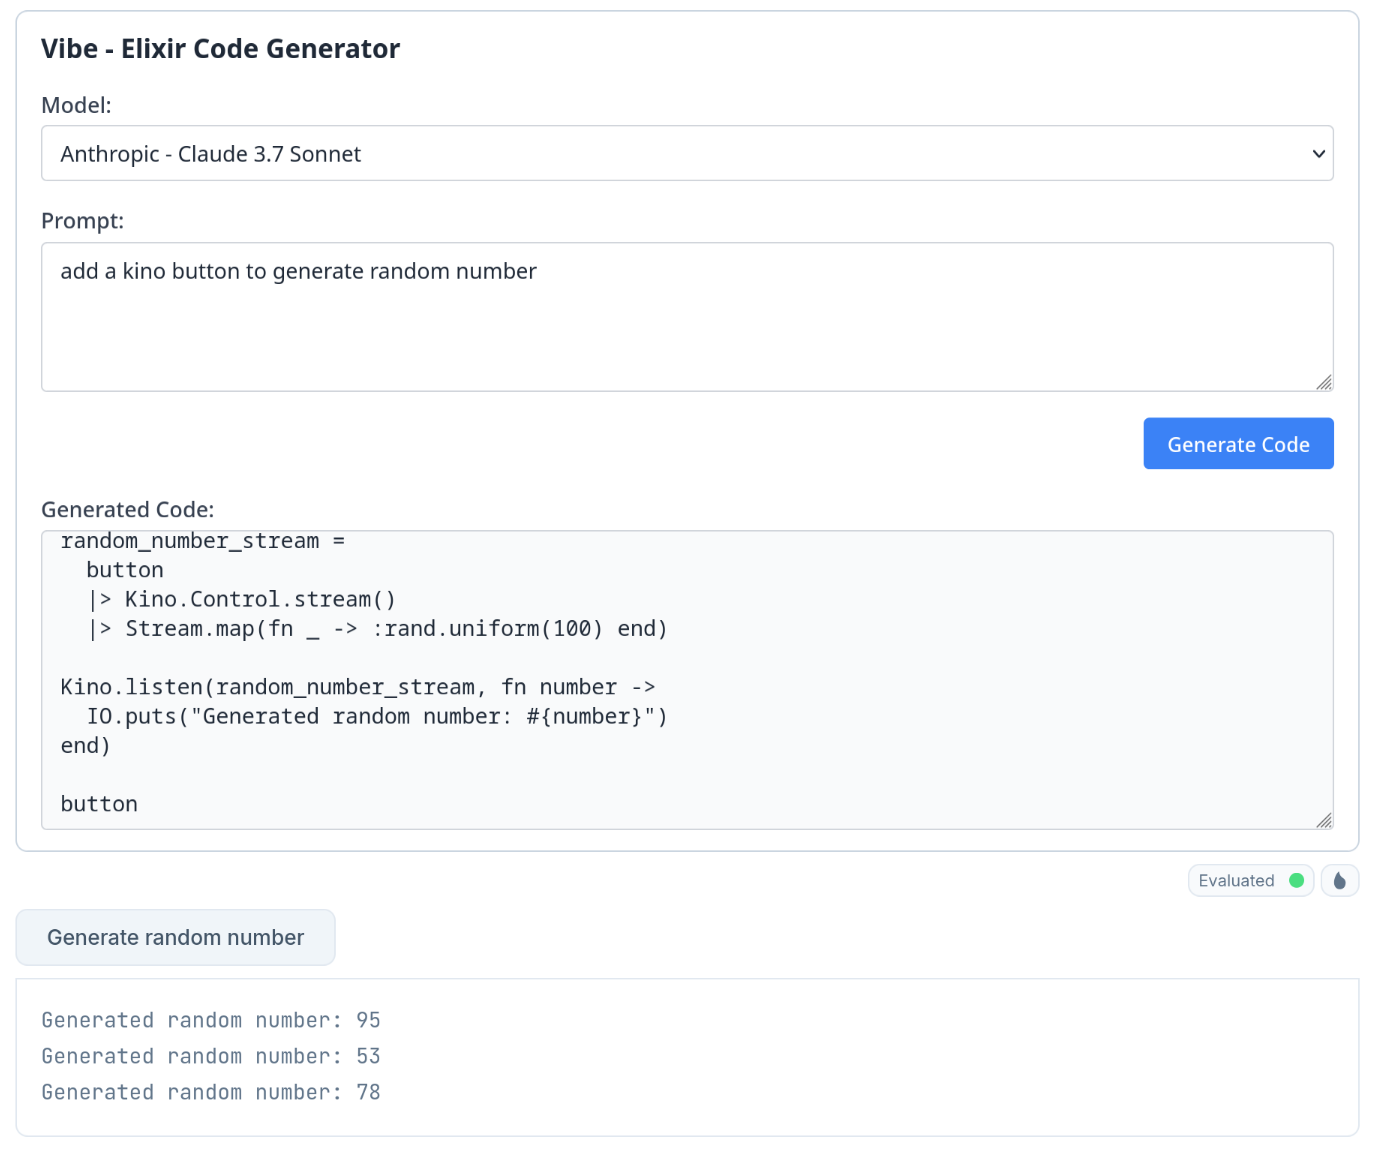 Vibe - Elixir Code Generator
Model:
Anthropic - Claude 3.7 Sonnet
Prompt:
add a kino button to generate random number
Generate Code
Generated Code:
random_number_stream =
  button
  |> Kino.Control.stream()
  |> Stream.map(fn _ -> :rand.uniform(100) end)

Kino.listen(random_number_stream, fn number ->
  IO.puts("Generated random number: #{number}")
end)

button
Evaluated
Generate random number
Generated random number: 95
Generated random number: 53
Generated random number: 78